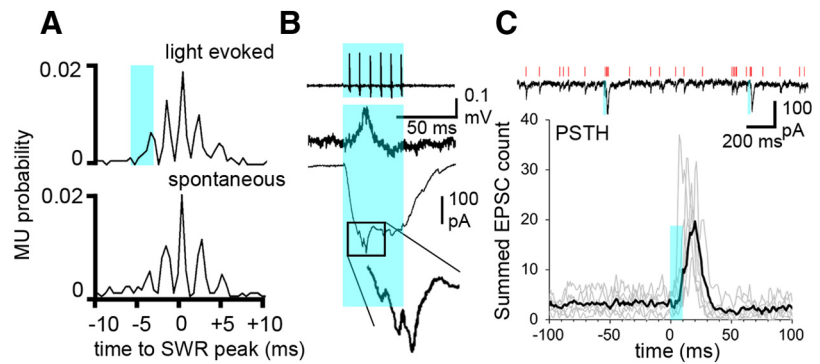 A
light evoked
0.02
0
spontaneous
0.02
0
-10 -5 0 +5 +10
time to SWR peak (ms)
MU probability
B
0.1
mV
50 ms
100
pA
C
100
pA
200 ms
PSTH
40
30
20
10
0
-100 -50 0 50 100
time (ms)
Summed EPSC count